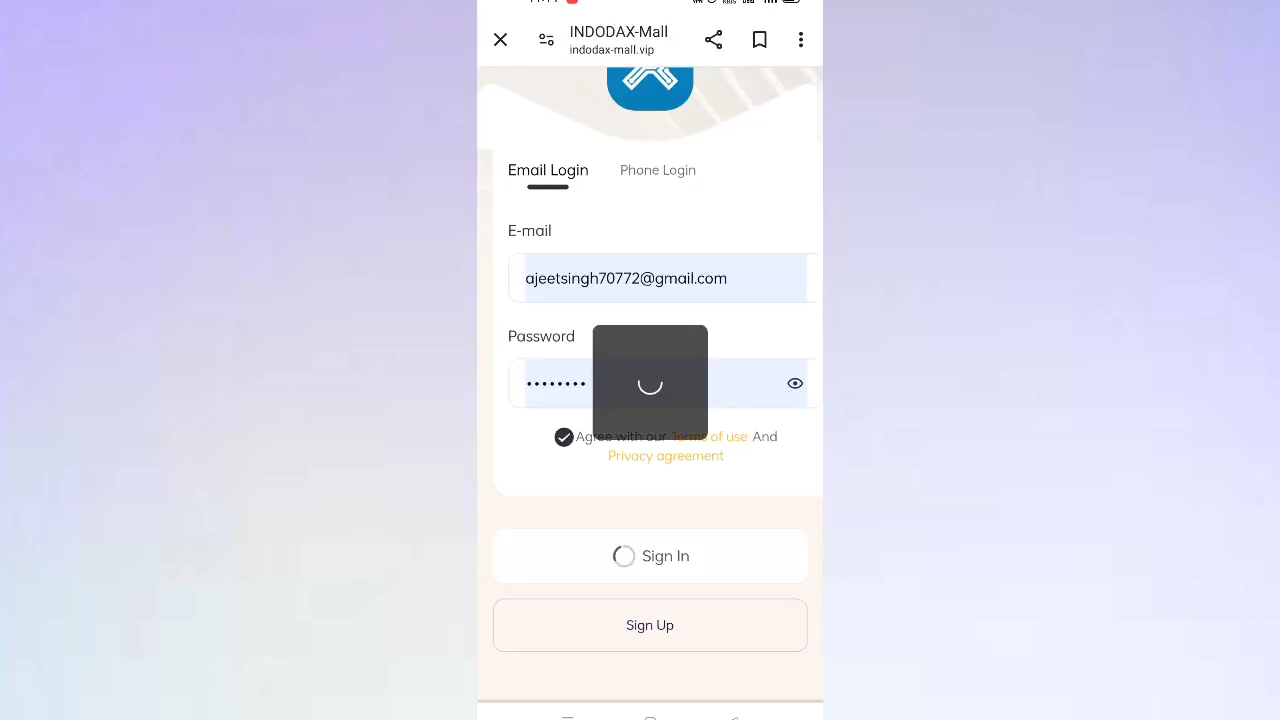 INDODAX-Mall
indodax-mall.vip
Email Login
Phone Login
E-mail
ajeetsingh70772@gmail.com
Password
Agree with our Terms of use And
Privacy agreement
Sign In
Sign Up